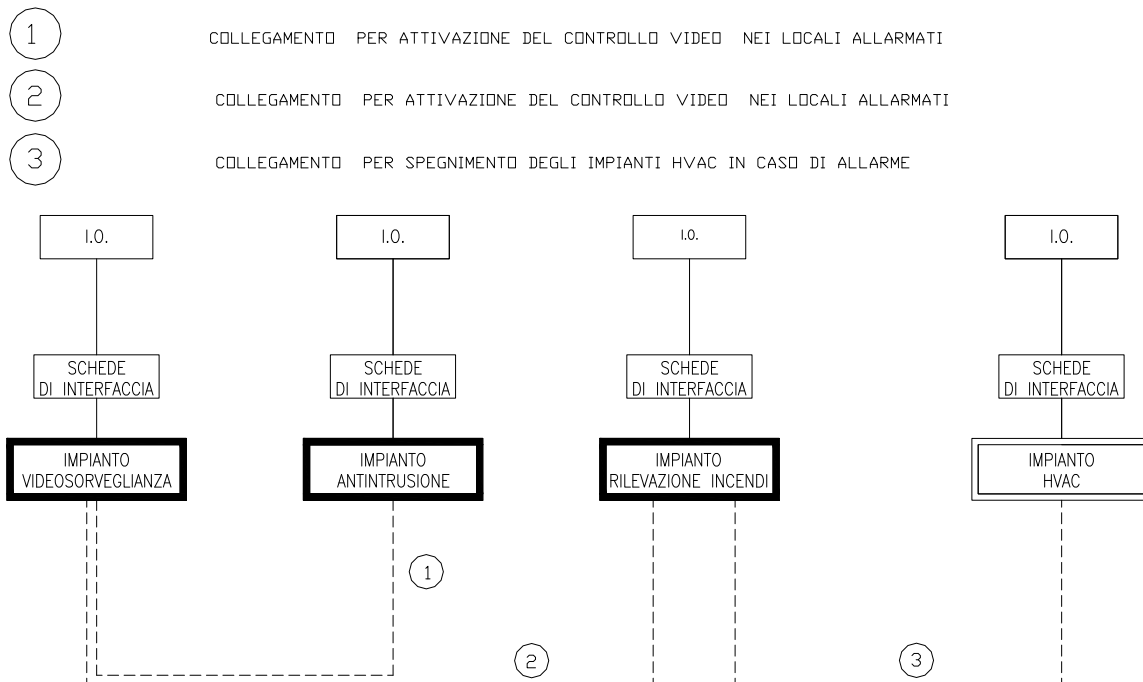 1 COLLEGAMENTO PER ATTIVAZIONE DEL CONTROLLO VIDEO NEI LOCALI ALLARMATI
2 COLLEGAMENTO PER ATTIVAZIONE DEL CONTROLLO VIDEO NEI LOCALI ALLARMATI
3 COLLEGAMENTO PER SPEGNIMENTO DEGLI IMPIANTI HVAC IN CASO DI ALLARME
I.O.
I.O.
I.O.
I.O.
SCHEDE
DI INTERFACCIA
SCHEDE
DI INTERFACCIA
SCHEDE
DI INTERFACCIA
SCHEDE
DI INTERFACCIA
IMPIANTO
VIDEOSORVEGLIANZA
IMPIANTO
ANTINTRUSIONE
IMPIANTO
RILEVAZIONE INCENDI
IMPIANTO
HVAC
1
2
3